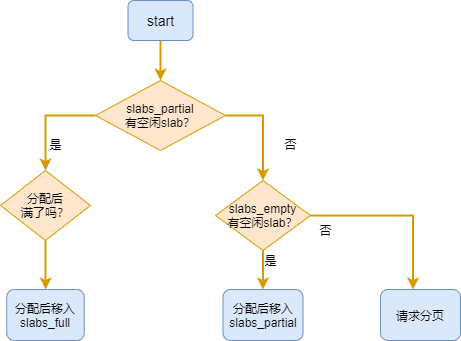 start
slabs_partial
有空闲slab?
是
否
分配后
满了吗?
slabs_empty
有空闲slab?
否
是
分配后移入
slabs_full
分配后移入
slabs_partial
请求分页